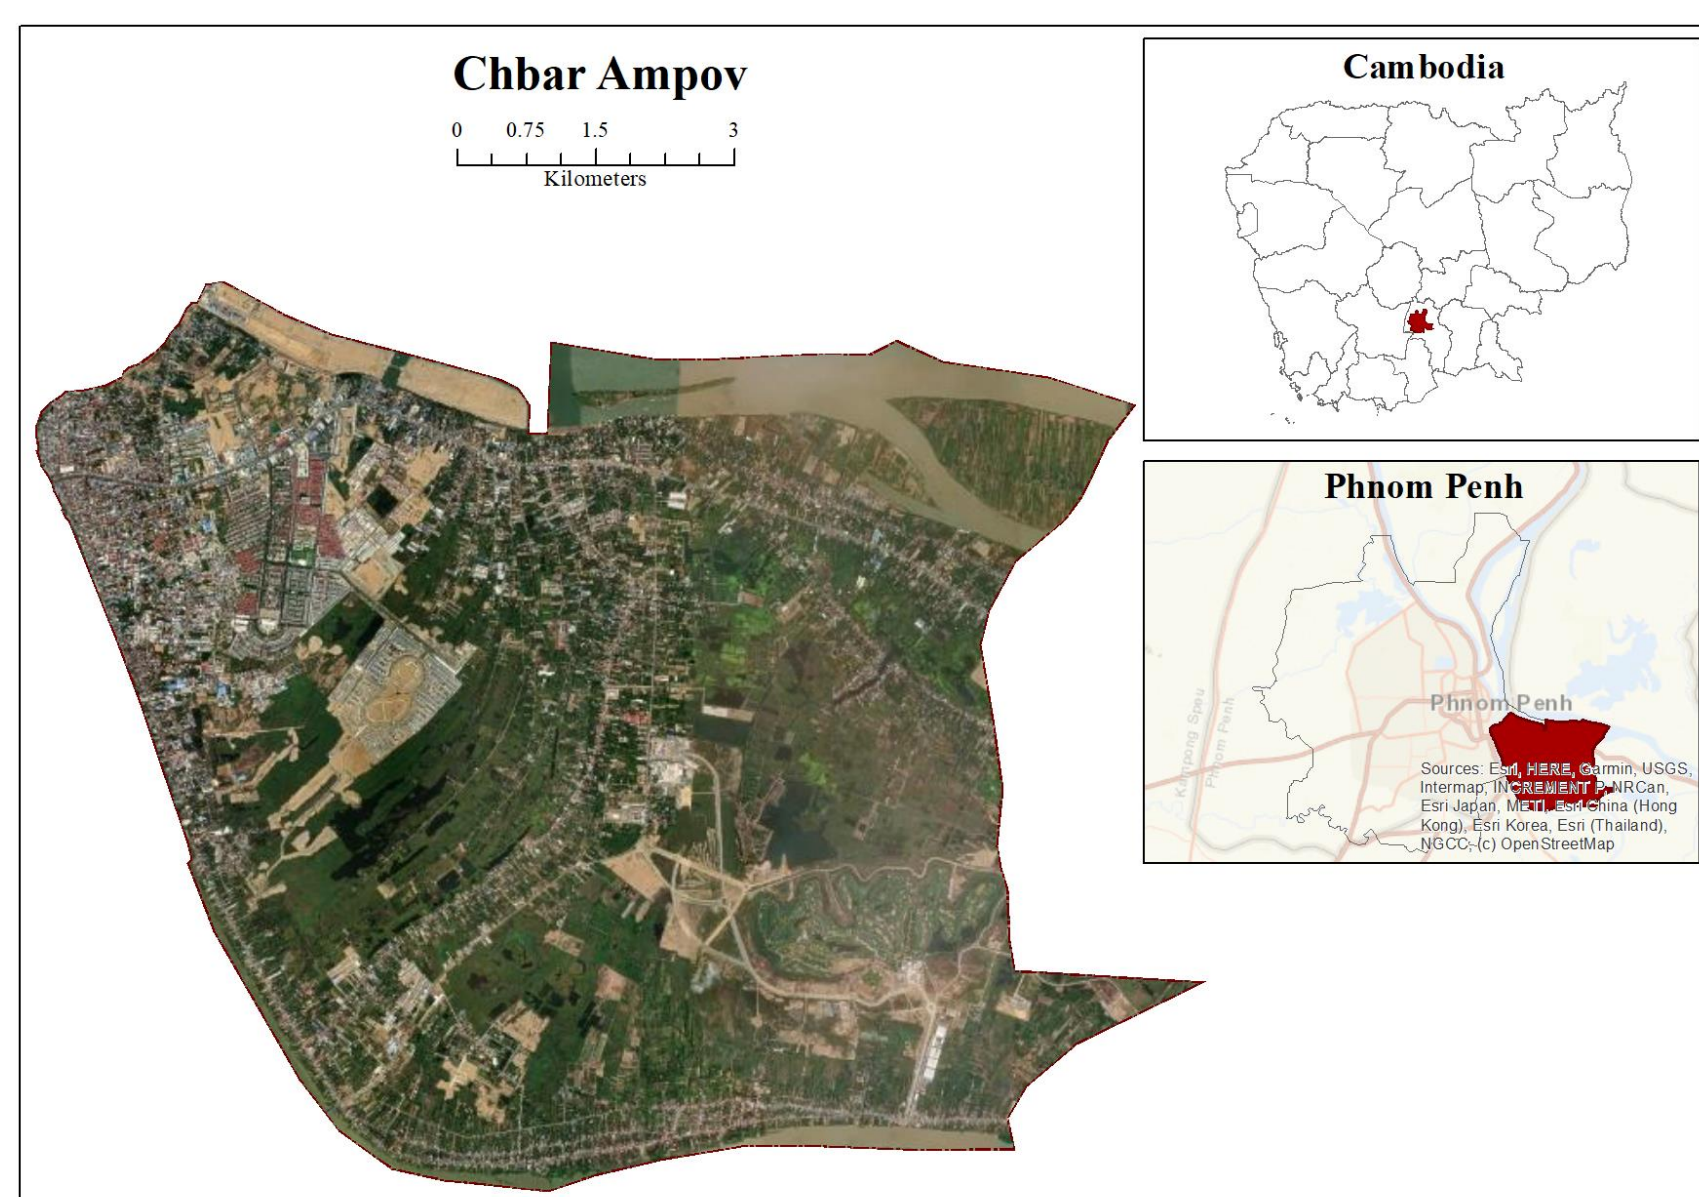 Chbar Ampov
0 0.75 1.5 3
Kilometers
Cambodia
Phnom Penh
Phnom Penh
Kampong Speu
Phnom Penh
Sources: Esri, HERE, Garmin, USGS,
Intermap, INCREMENT P, NRCan,
Esri Japan, METI, Esri China (Hong
Kong), Esri Korea, Esri (Thailand),
NGCC, (c) OpenStreetMap